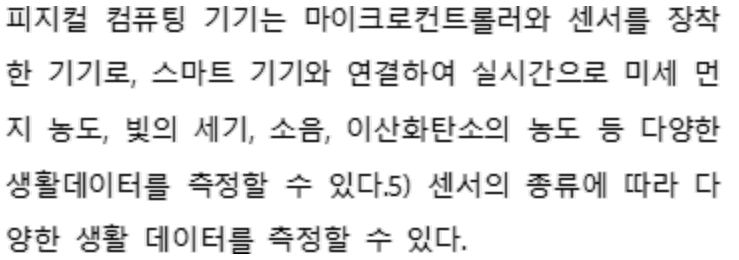 피지컬 컴퓨팅 기기는 마이크로컨트롤러와 센서를 장착
한 기기로, 스마트 기기와 연결하여 실시간으로 미세 먼
지 농도, 빛의 세기, 소음, 이산화탄소의 농도 등 다양한
생활데이터를 측정할 수 있다.5) 센서의 종류에 따라 다
양한 생활 데이터를 측정할 수 있다.